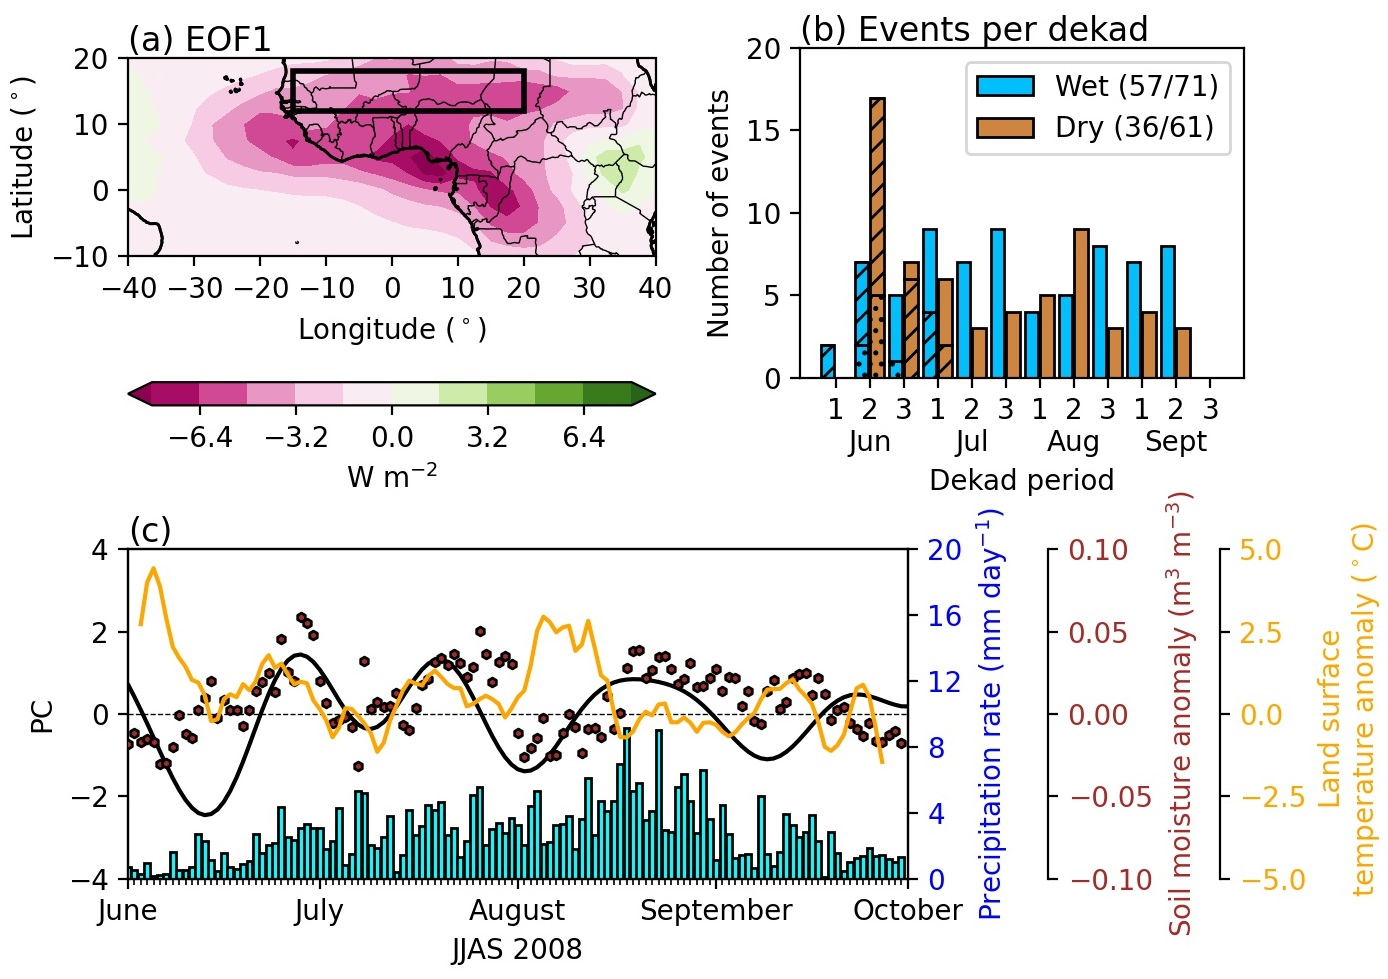 (a) EOF1
20
10
0
−10
Latitude (°)
−40 −30 −20 −10 0 10 20 30 40
Longitude (°)
−6.4 −3.2 0.0 3.2 6.4
W m⁻²
(b) Events per dekad
20
15
10
5
0
Number of events
Wet (57/71)
Dry (36/61)
1 2 3 1 2 3 1 2 3 1 2 3
Jun Jul Aug Sept
Dekad period
(c)
4
2
0
−2
−4
PC
June July August September October
JJAS 2008
20
16
12
8
4
0
Precipitation rate (mm day⁻¹)
0.10
0.05
0.00
−0.05
−0.10
Soil moisture anomaly (m³ m⁻³)
5.0
2.5
0.0
−2.5
−5.0
Land surface
temperature anomaly (°C)